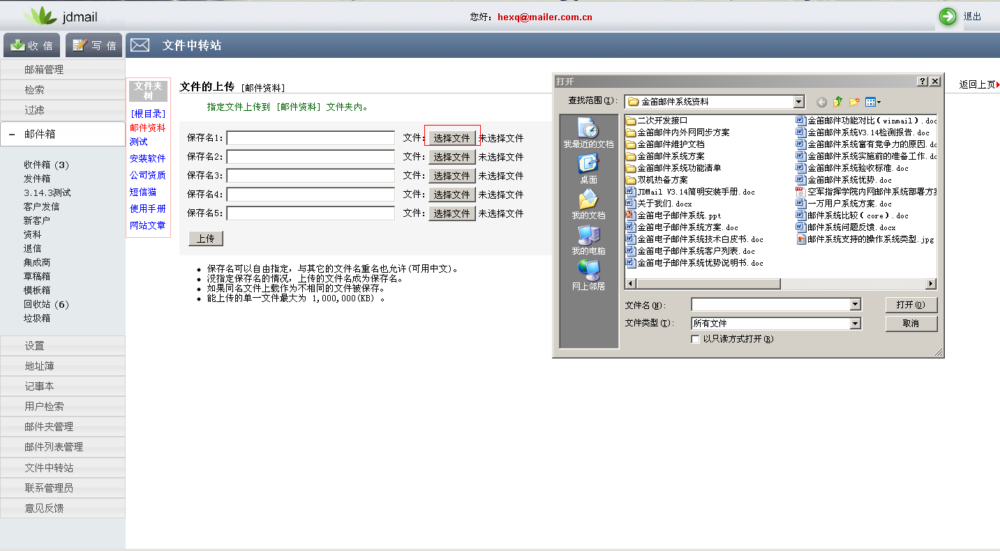 jdmail
您好: hexq@mailer.com.cn
退出
收 信
写 信
文件中转站
邮箱管理
检索
过滤
邮件箱
收件箱 (3)
发件箱
3.14.3测试
客户发信
新客户
资料
退信
集成商
草稿箱
模板箱
回收站 (6)
垃圾箱
设置
地址簿
记事本
用户检索
邮件夹管理
邮件列表管理
文件中转站
联系管理员
意见反馈
文件夹
树
[根目录]
邮件资料
测试
安装软件
公司资质
短信猫
使用手册
网站文章
文件的上传 [邮件资料]
返回上页
指定文件上传到 [邮件资料] 文件夹内。
保存名1: 文件: 选择文件 未选择文件
保存名2: 文件: 选择文件 未选择文件
保存名3: 文件: 选择文件 未选择文件
保存名4: 文件: 选择文件 未选择文件
保存名5: 文件: 选择文件 未选择文件
上传
保存名可以自由指定，与其它的文件名重名也允许(可用中文)。
没指定保存名的情况，上传的文件名成为保存名。
如果同名文件上载作为不相同的文件被保存。
能上传的单一文件最大为 1,000,000(KB) 。
打开
查找范围(I): 金笛邮件系统资料
我最近的文档
桌面
我的文档
我的电脑
网上邻居
二次开发接口
金笛邮件内外网同步方案
金笛邮件维护文档
金笛邮件系统方案
金笛邮件系统功能清单
双机热备方案
JDMail V3.14简明安装手册.doc
关于我们.docx
金笛电子邮件系统.ppt
金笛电子邮件系统方案.doc
金笛电子邮件系统技术白皮书.doc
金笛电子邮件系统客户列表.doc
金笛电子邮件系统优势说明书.doc
金笛邮件功能对比(winmail).doc
金笛邮件系统V3.14检测报告.doc
金笛邮件系统富有竞争力的原因.dc
金笛邮件系统实施前的准备工作.dc
金笛邮件系统验收标准.doc
金笛邮件系统优势.doc
空军指挥学院内网邮件系统部署方案
一万用户系统方案.doc
邮件系统比较(core).doc
邮件系统问题反馈.docx
邮件系统支持的操作系统类型.jpg
文件名(N):
打开(O)
文件类型(T): 所有文件
取消
以只读方式打开(R)